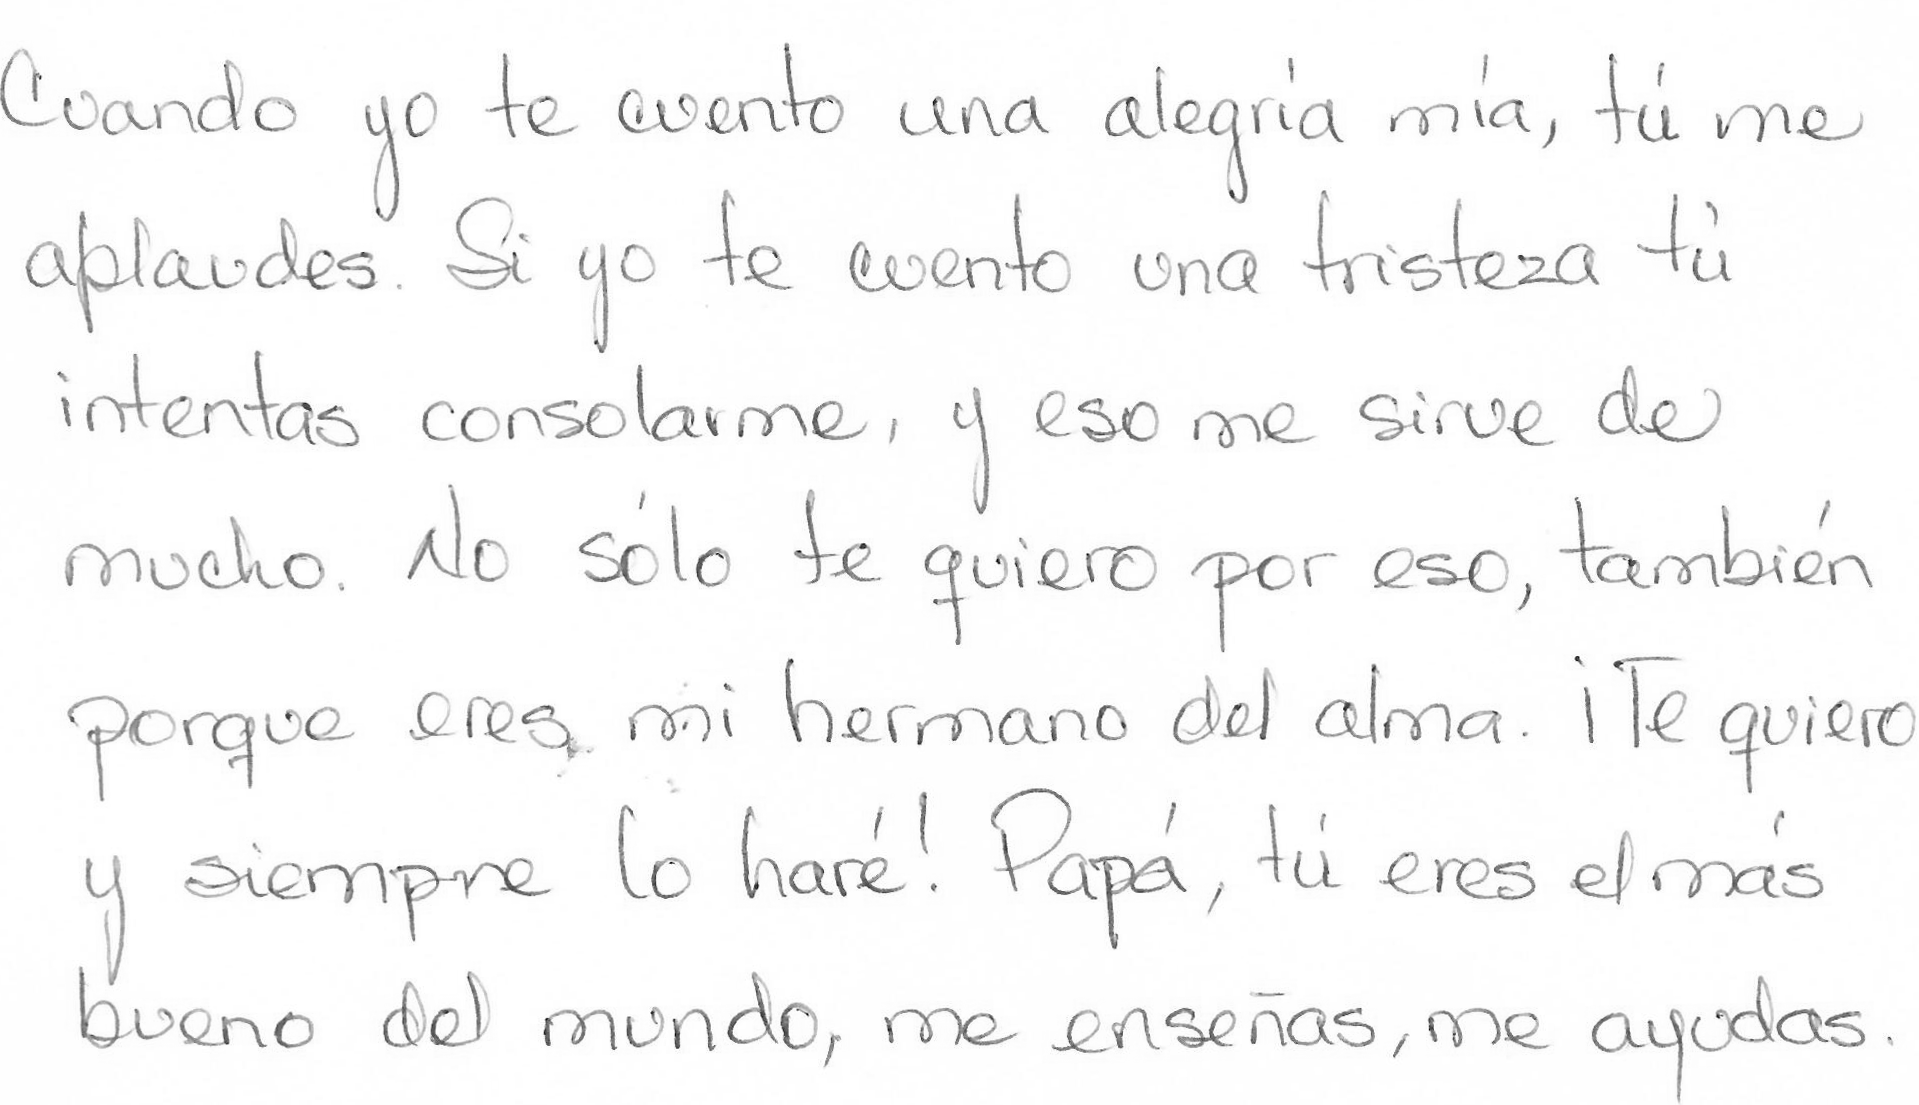 Cuando yo te cuento una alegría mía, tú me
aplaudes. Si yo te cuento una tristeza tú
intentas consolarme, y eso me sirve de
mucho. No sólo te quiero por eso, también
porque eres mi hermano del alma. ¡Te quiero
y siempre lo haré! Papá, tú eres el más
bueno del mundo, me enseñas, me ayudas.